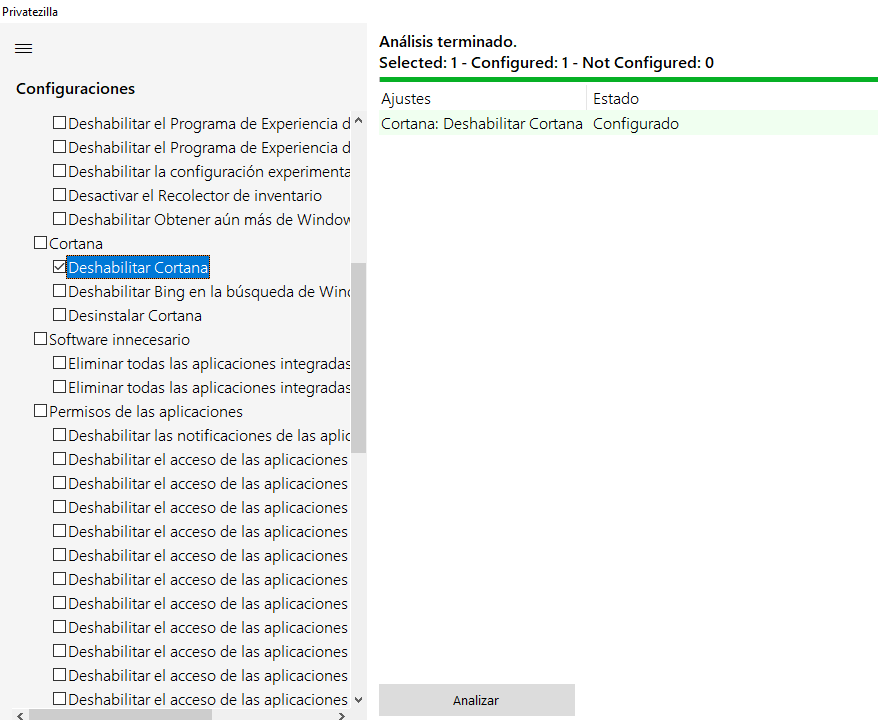 Privatezilla
Configuraciones
Deshabilitar el Programa de Experiencia d
Deshabilitar el Programa de Experiencia d
Deshabilitar la configuración experimenta
Desactivar el Recolector de inventario
Deshabilitar Obtener aún más de Window
Cortana
Deshabilitar Cortana
Deshabilitar Bing en la búsqueda de Wind
Desinstalar Cortana
Software innecesario
Eliminar todas las aplicaciones integradas
Eliminar todas las aplicaciones integradas
Permisos de las aplicaciones
Deshabilitar las notificaciones de las aplic
Deshabilitar el acceso de las aplicaciones
Deshabilitar el acceso de las aplicaciones
Deshabilitar el acceso de las aplicaciones
Deshabilitar el acceso de las aplicaciones
Deshabilitar el acceso de las aplicaciones
Deshabilitar el acceso de las aplicaciones
Deshabilitar el acceso de las aplicaciones
Deshabilitar el acceso de las aplicaciones
Deshabilitar el acceso de las aplicaciones
Deshabilitar el acceso de las aplicaciones
Deshabilitar el acceso de las aplicaciones
Análisis terminado.
Selected: 1 - Configured: 1 - Not Configured: 0
Ajustes Estado
Cortana: Deshabilitar Cortana Configurado
Analizar